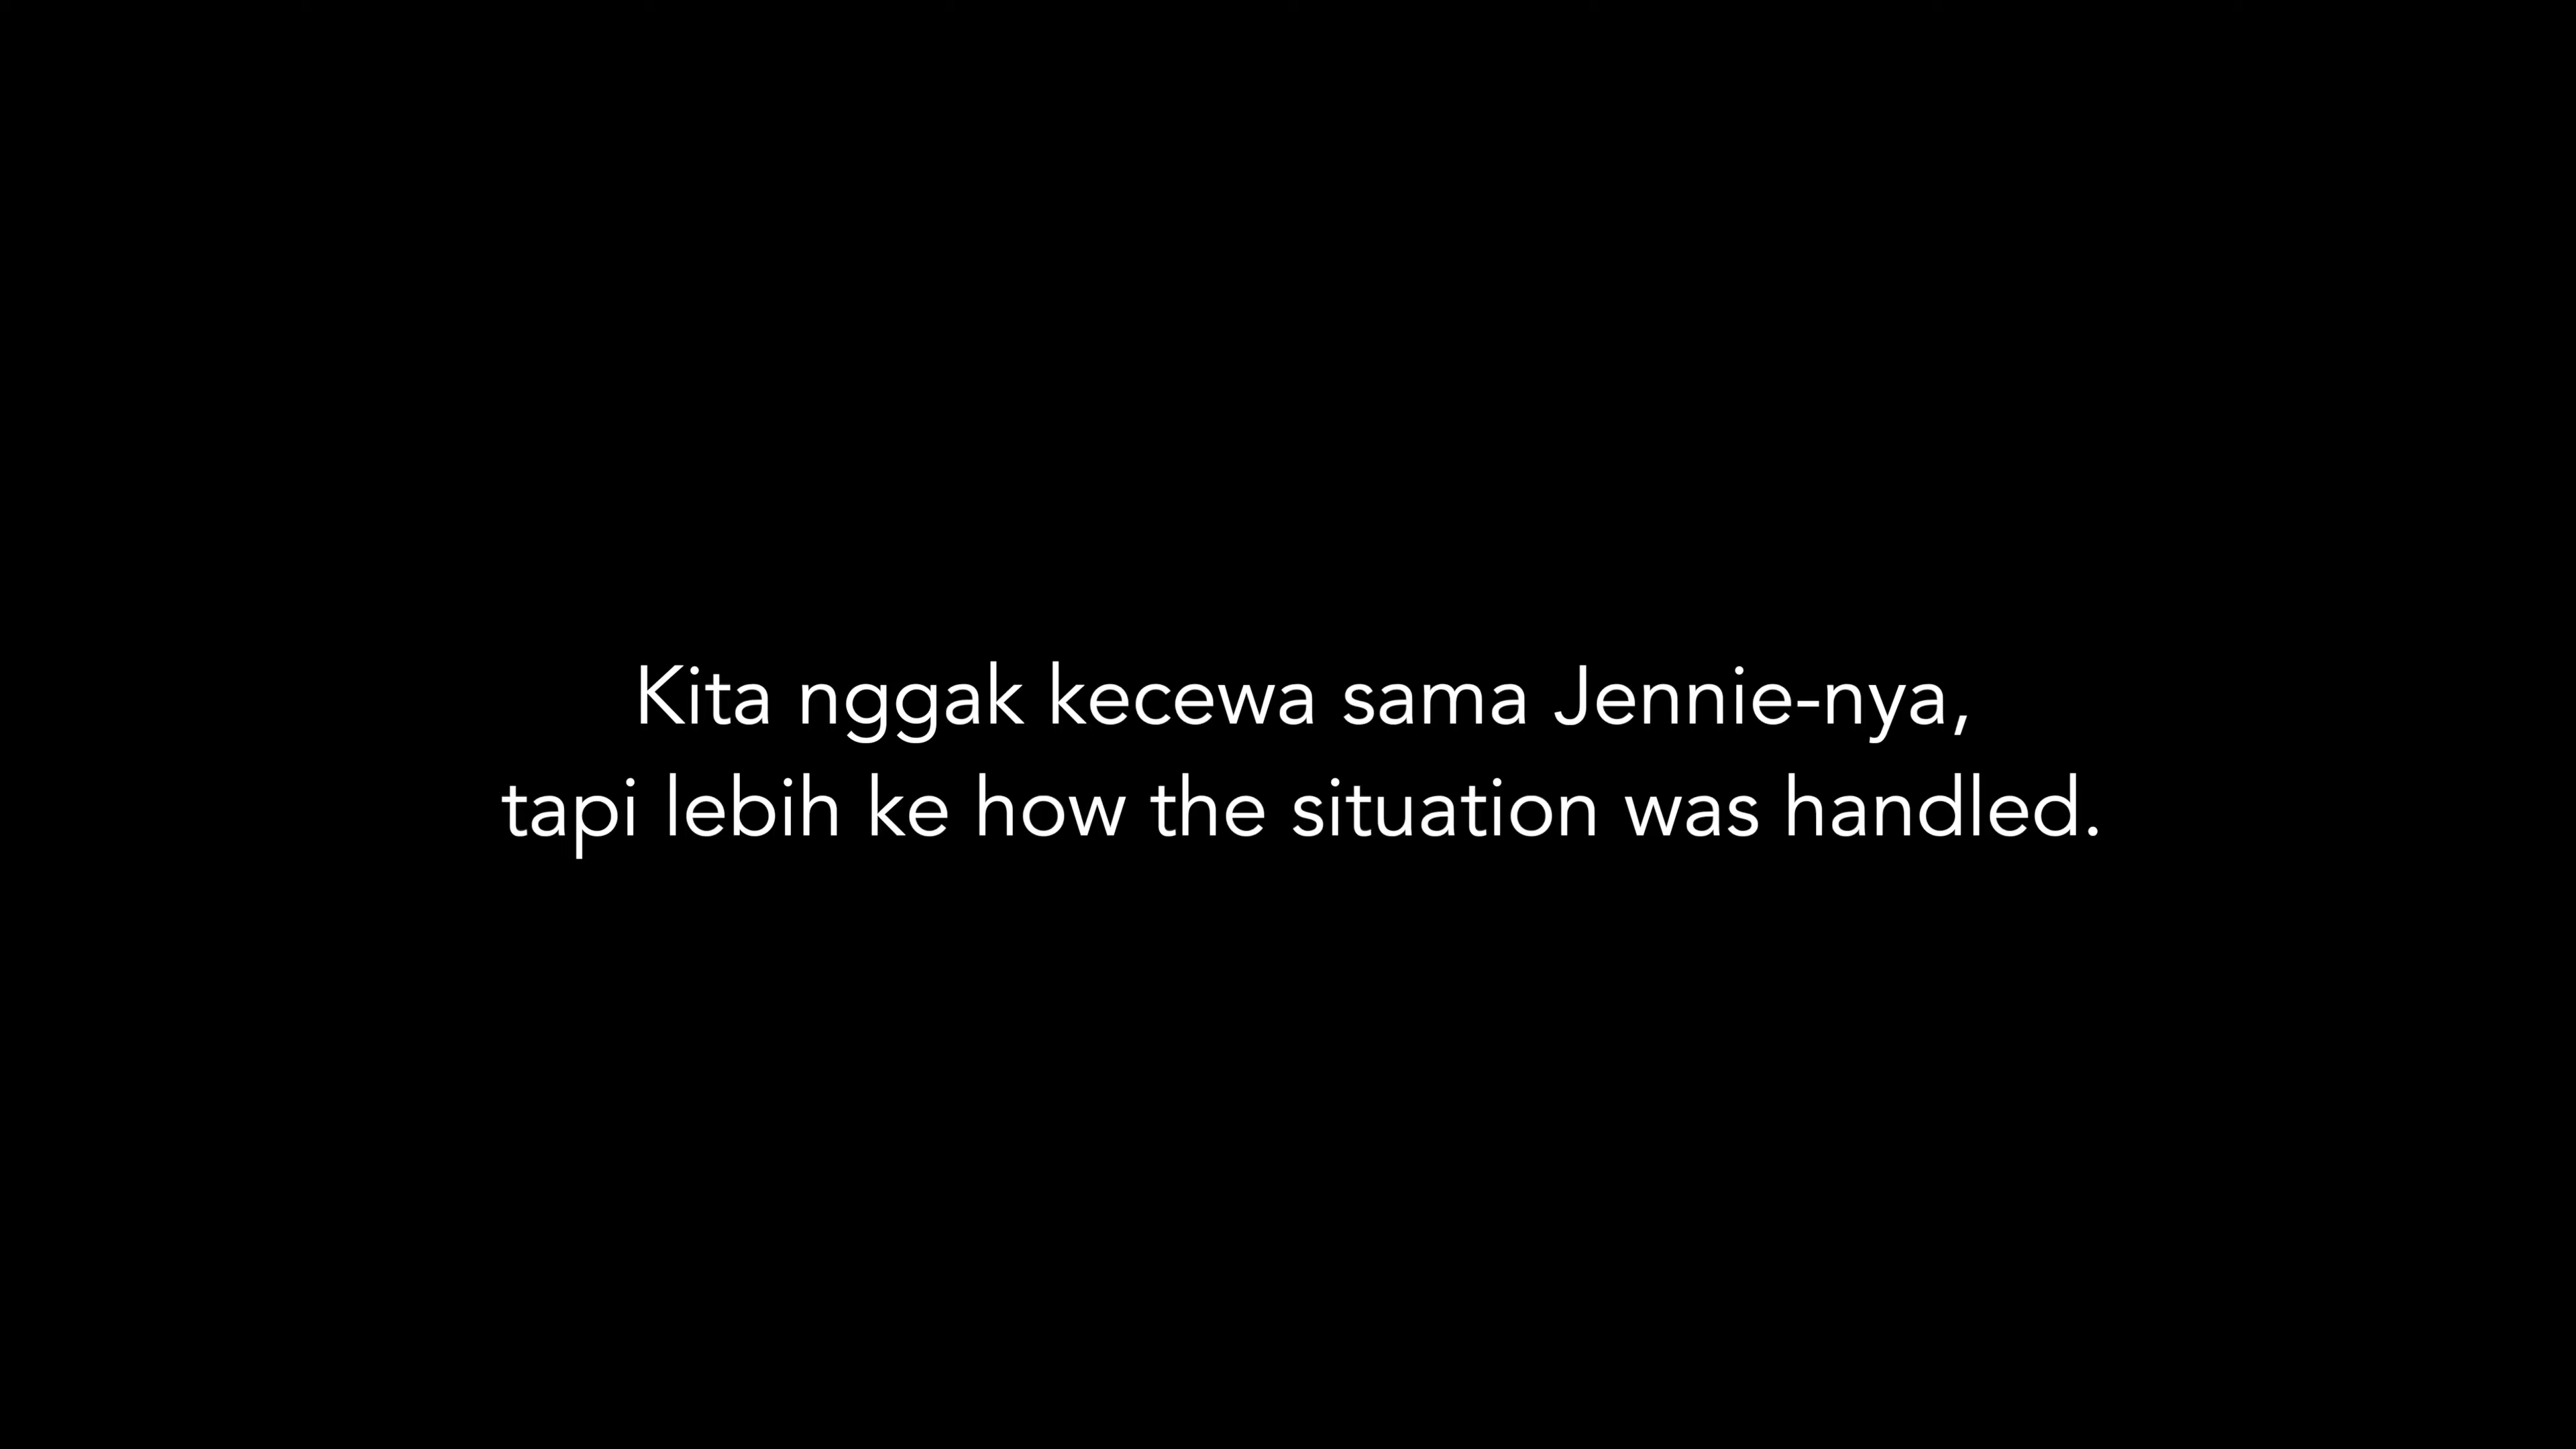 Kita nggak kecewa sama Jennie-nya,
tapi lebih ke how the situation was handled.